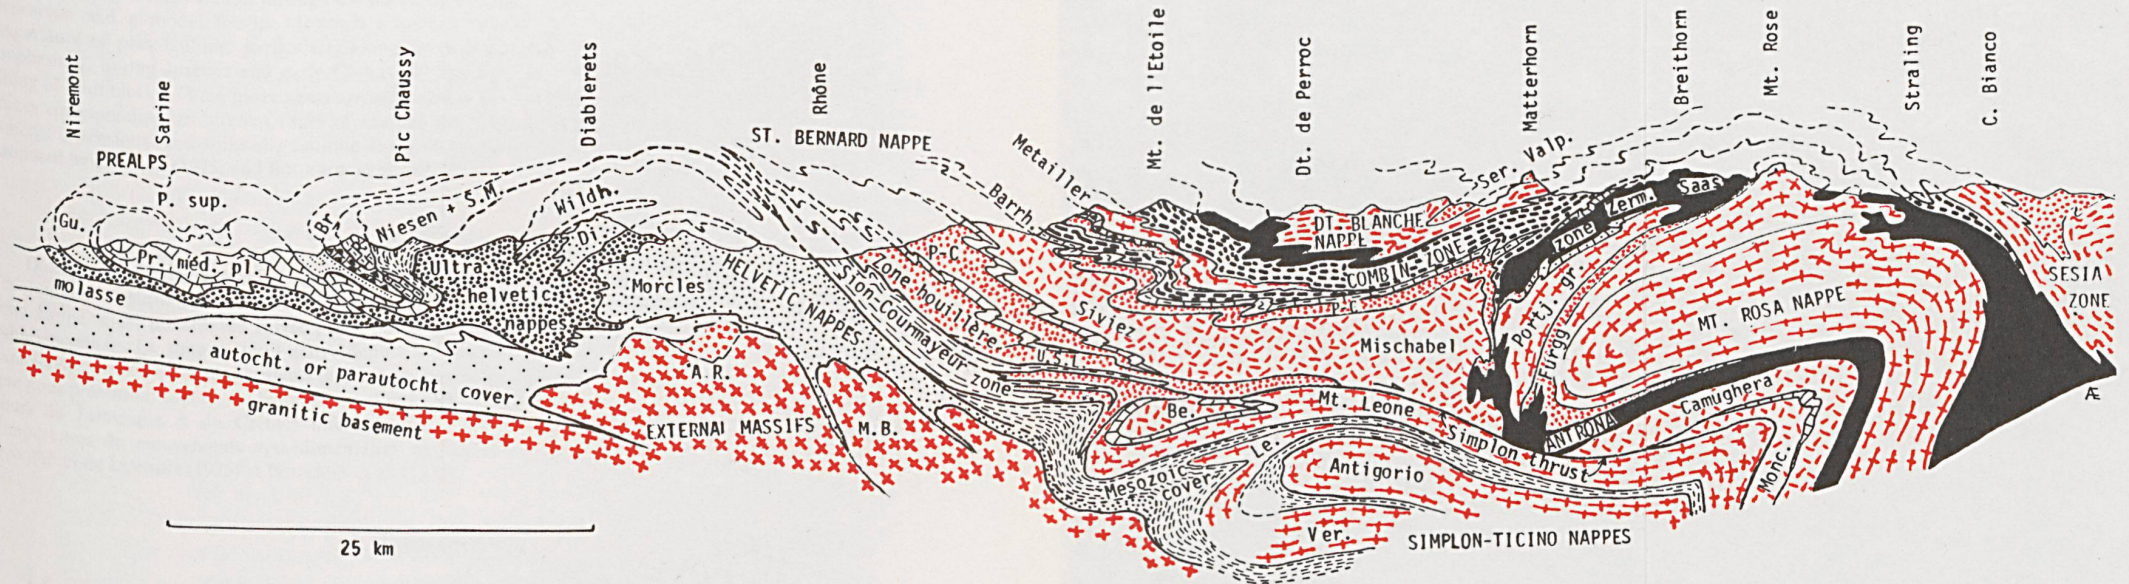 Niremont
Sarine
Pic Chaussy
Diablerets
Rhône
Mt. de l'Etoile
Dt. de Perroc
Matterhorn
Breithorn
Mt. Rose
Straling
C. Bianco
PREALPS
P. sup.
Gu.
Br.
Niesen + S.M.
Wildh.
ST. BERNARD NAPPE
Metailler
Barrh.
Ser. Valp.
Pr. méd. pl.
molasse
Ultra
helvetic
nappes
Di.
Morcles
HELVETIC NAPPES
Sion-Courmayeur zone
zone houillère
P-C
Siviez
Mischabel
U.S.I.
DT. BLANCHE
NAPPE
COMBIN ZONE
P-C
zone Zerm. Saas
Portj. gr.
Furgg
MT. ROSA NAPPE
SESIA
ZONE
Æ
autocht. or parautocht. cover.
granitic basement
A.R.
EXTERNAL MASSIFS
M.B.
Be.
Mt. Leone
Simplon thrust
ANTRONA
Camughera
Monc.
Le.
Mesozoic
cover
Antigorio
Ver.
SIMPLON-TICINO NAPPES
25 km